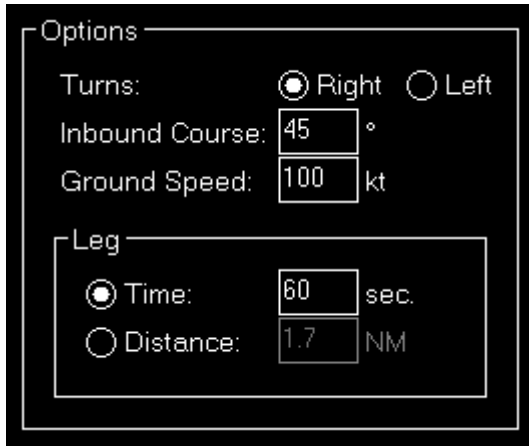 Options
Turns: Right Left
Inbound Course: 45 °
Ground Speed: 100 kt
Leg
Time: 60 sec.
Distance: 1.7 NM